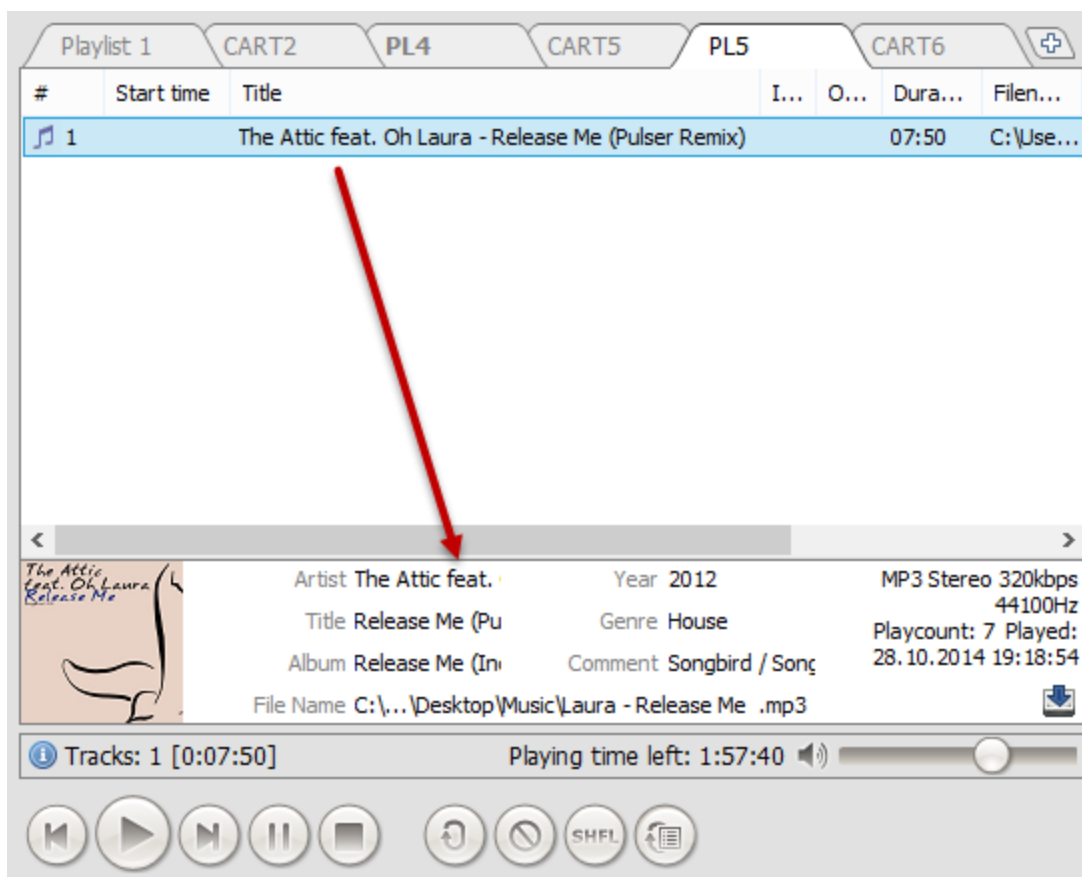 Playlist 1 CART2 PL4 CART5 PL5 CART6
# Start time Title I... O... Dura... Filen...
1 The Attic feat. Oh Laura - Release Me (Pulser Remix) 07:50 C:\Use...
The Attic
feat. Oh Laura
Release Me
Artist The Attic feat. Year 2012 MP3 Stereo 320kbps
44100Hz
Title Release Me (Pu Genre House Playcount: 7 Played:
Album Release Me (In Comment Songbird / Song 28.10.2014 19:18:54
File Name C:\...\Desktop\Music\Laura - Release Me .mp3
Tracks: 1 [0:07:50] Playing time left: 1:57:40
SHFL